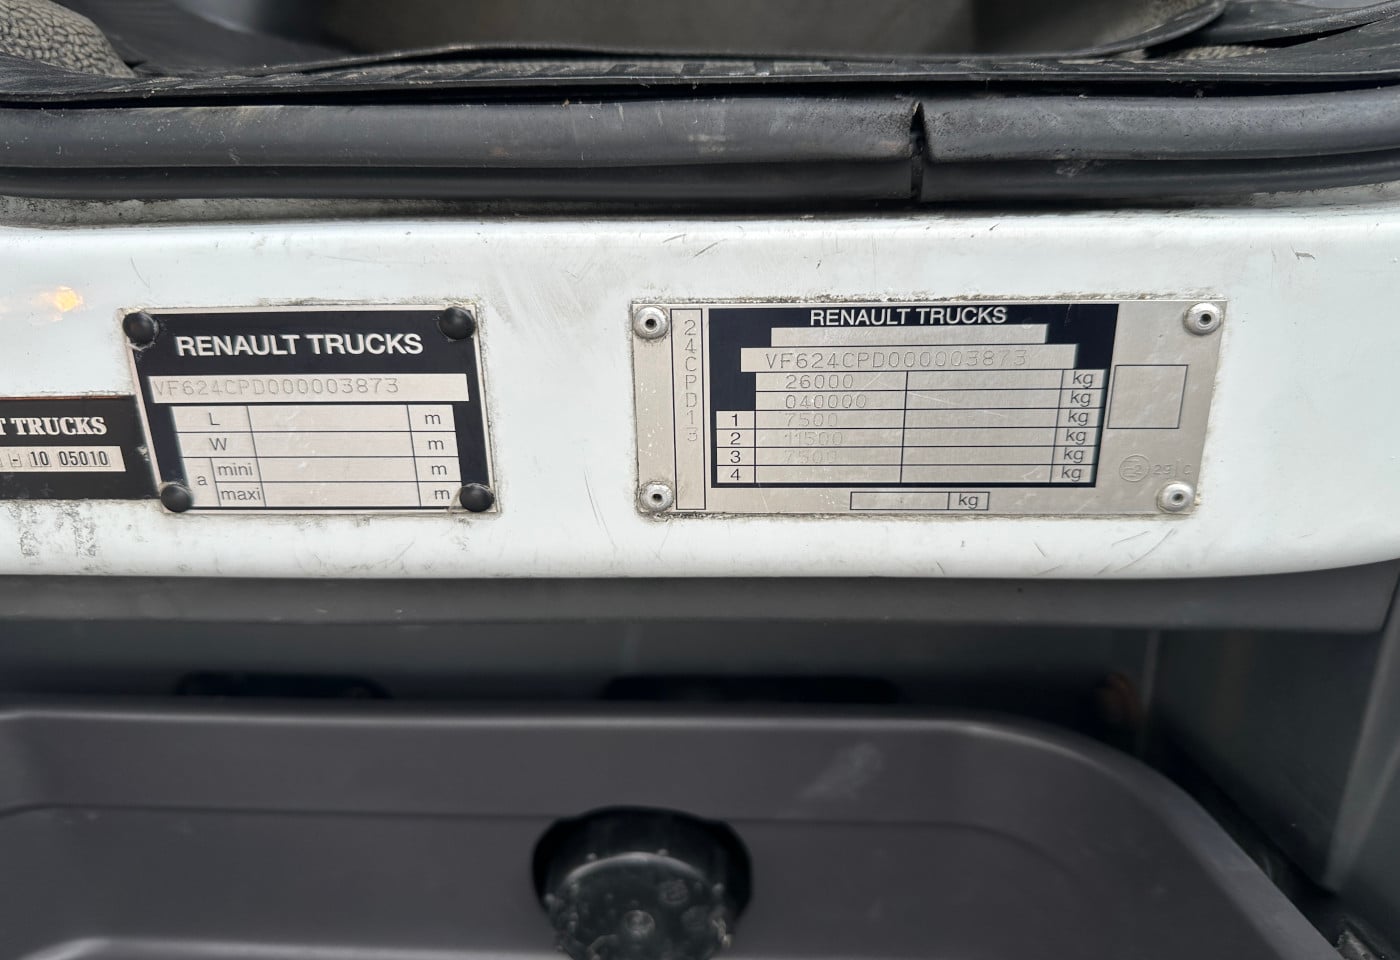 T TRUCKS
- 10 05010
RENAULT TRUCKS
VF624CPD000003873
L m
W m
a mini m
maxi m
24CPD13
RENAULT TRUCKS
VF624CPD000003873
26000 kg
040000 kg
1 7500 kg
2 11500 kg
3 7500 kg
4 kg
kg